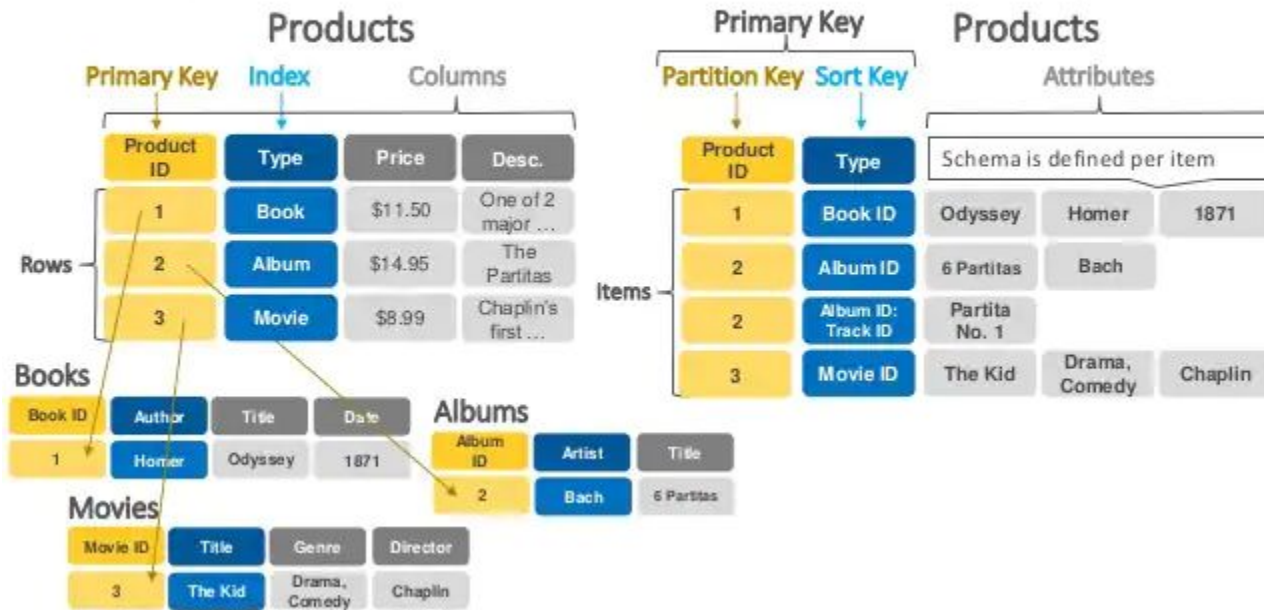 Products
Primary Key
Index
Columns
Product ID
Type
Price
Desc.
Rows
1
Book
$11.50
One of 2 major ...
2
Album
$14.95
The Partitas
3
Movie
$8.99
Chaplin's first ...
Books
Book ID
Author
Title
Date
1
Homer
Odyssey
1871
Albums
Album ID
Artist
Title
2
Bach
6 Partitas
Movies
Movie ID
Title
Genre
Director
3
The Kid
Drama, Comedy
Chaplin
Primary Key
Products
Partition Key
Sort Key
Attributes
Product ID
Type
Schema is defined per item
Items
1
Book ID
Odyssey
Homer
1871
2
Album ID
6 Partitas
Bach
2
Album ID: Track ID
Partita No. 1
3
Movie ID
The Kid
Drama, Comedy
Chaplin